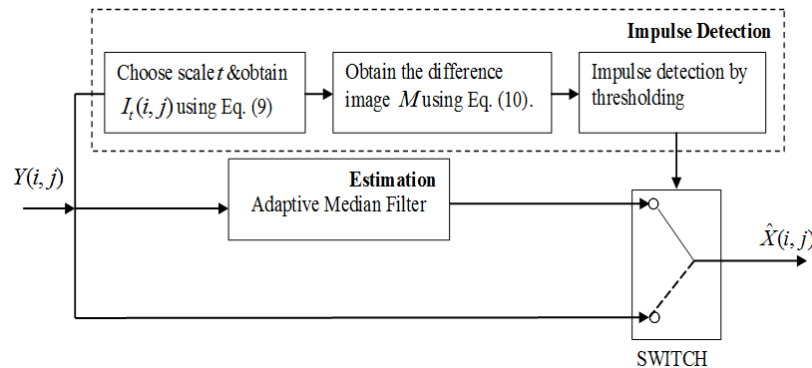 Impulse Detection
Choose scale t &obtain
I_t(i, j) using Eq. (9)
Obtain the difference
image M using Eq. (10).
Impulse detection by
thresholding
Y(i, j)
Estimation
Adaptive Median Filter
X̂(i, j)
SWITCH